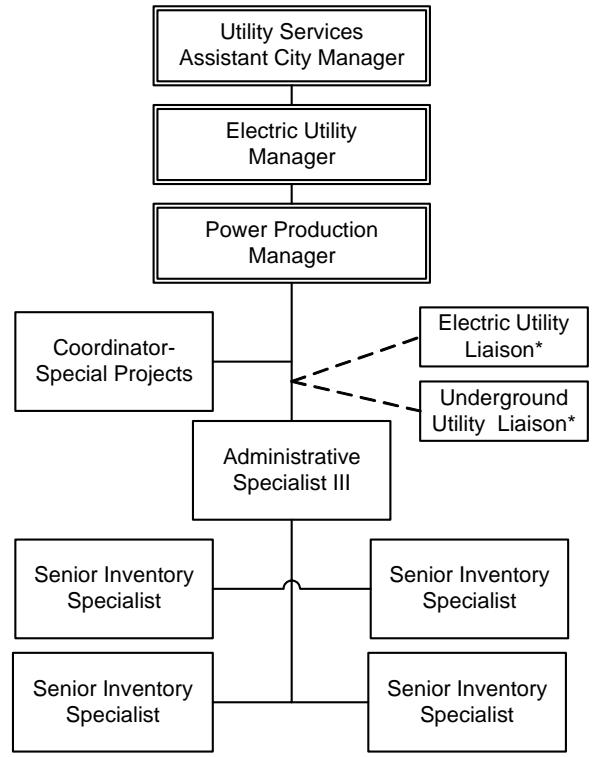 Utility Services
Assistant City Manager
Electric Utility
Manager
Power Production
Manager
Coordinator-
Special Projects
Electric Utility
Liaison*
Underground
Utility Liaison*
Administrative
Specialist III
Senior Inventory
Specialist
Senior Inventory
Specialist
Senior Inventory
Specialist
Senior Inventory
Specialist